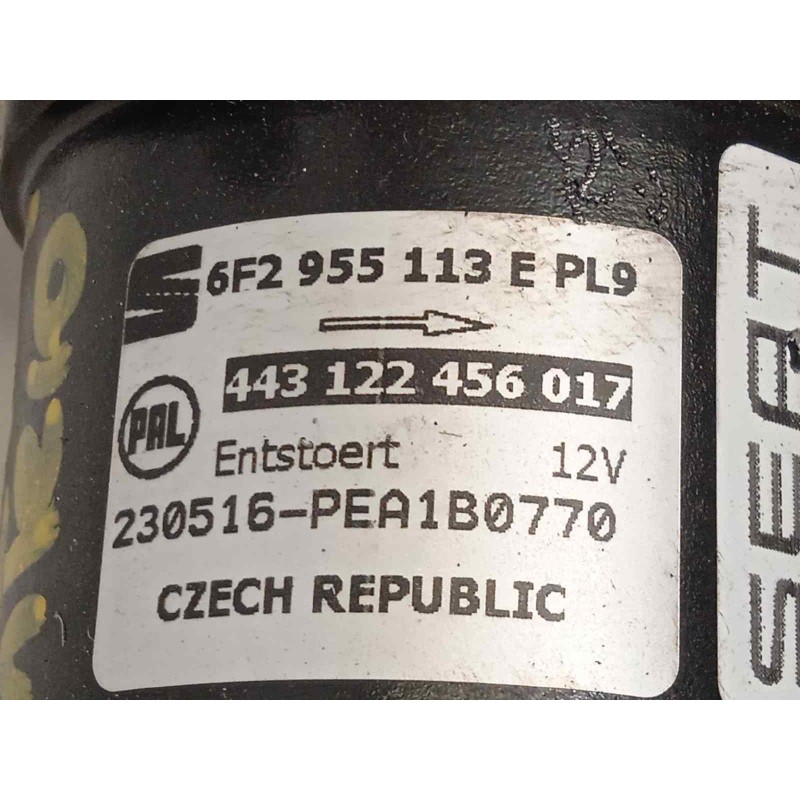 6F2 955 113 E PL9
443 122 456 017
PAL
Entstoert 12V
230516-PEA1B0770
CZECH REPUBLIC
SEAT